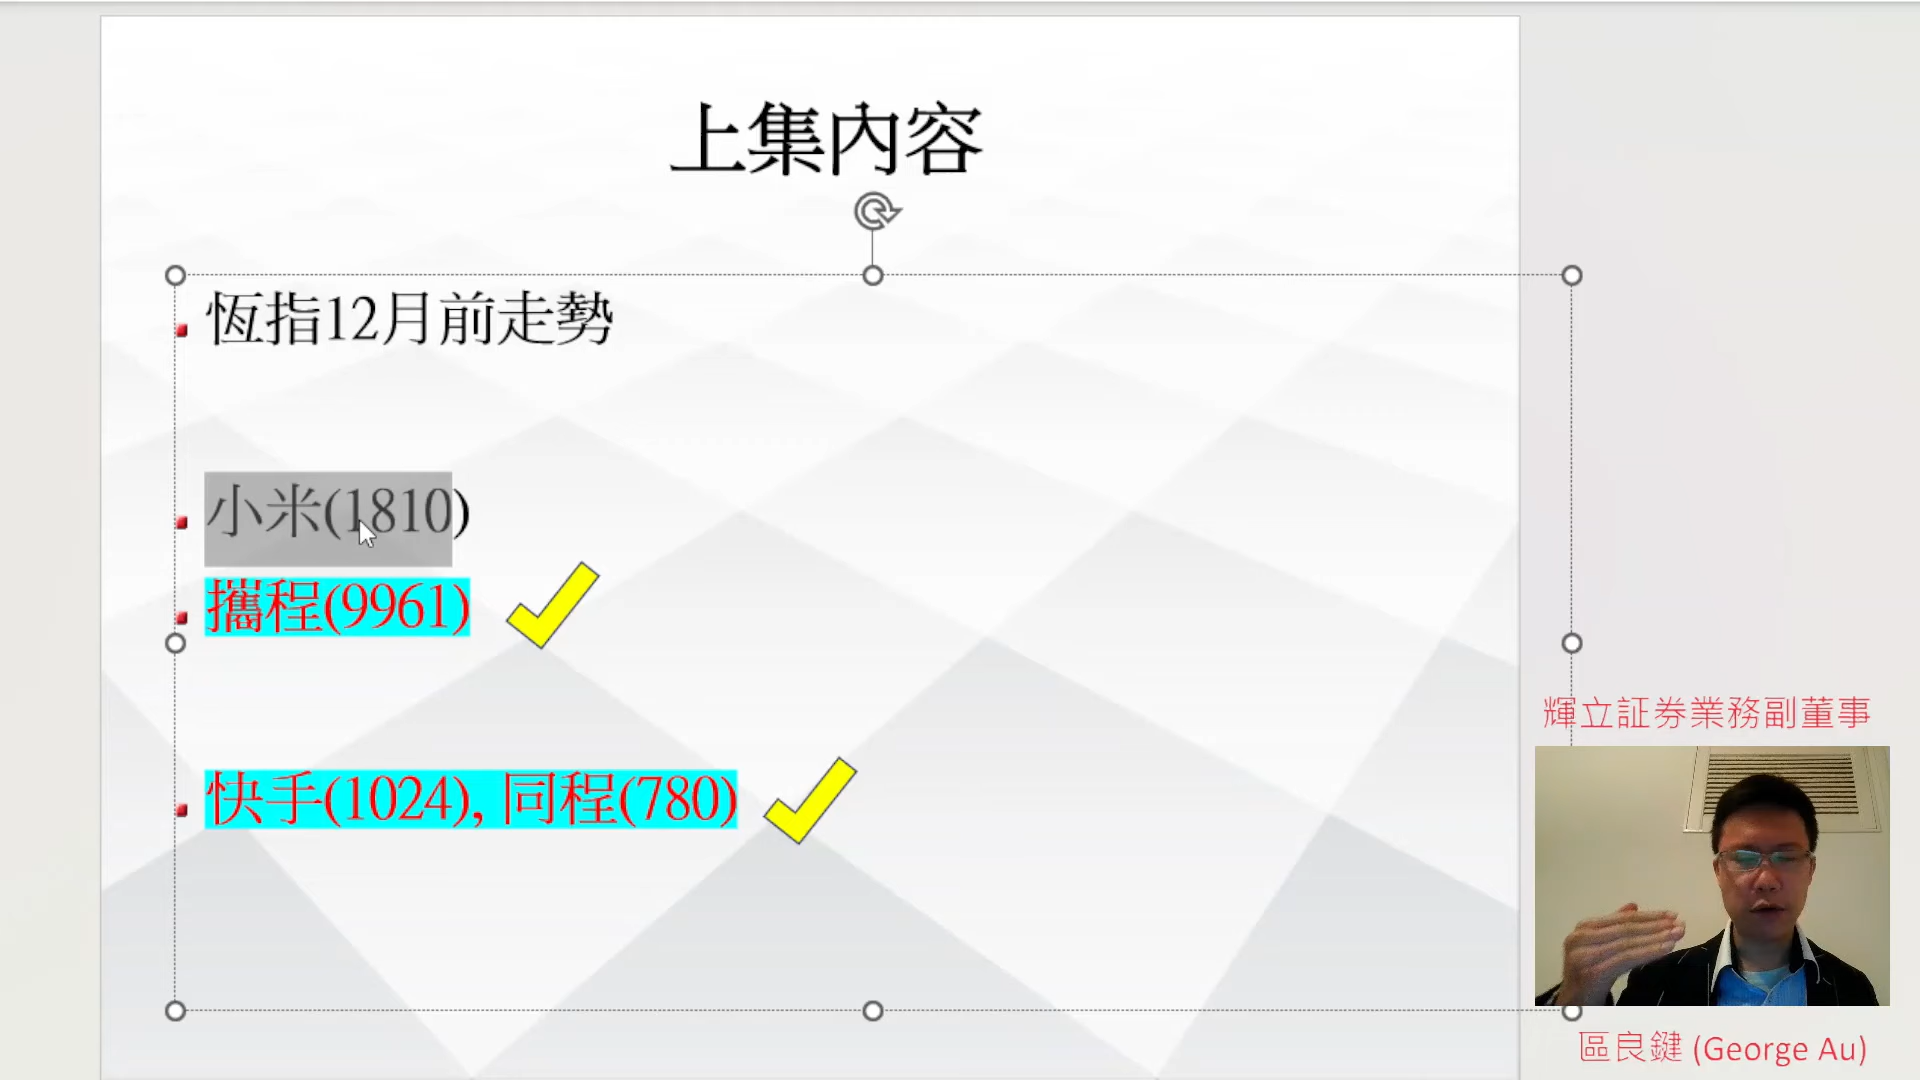 上集內容
恆指12月前走勢
小米(1810)
攜程(9961)
快手(1024), 同程(780)
輝立証券業務副董事
區良鍵 (George Au)